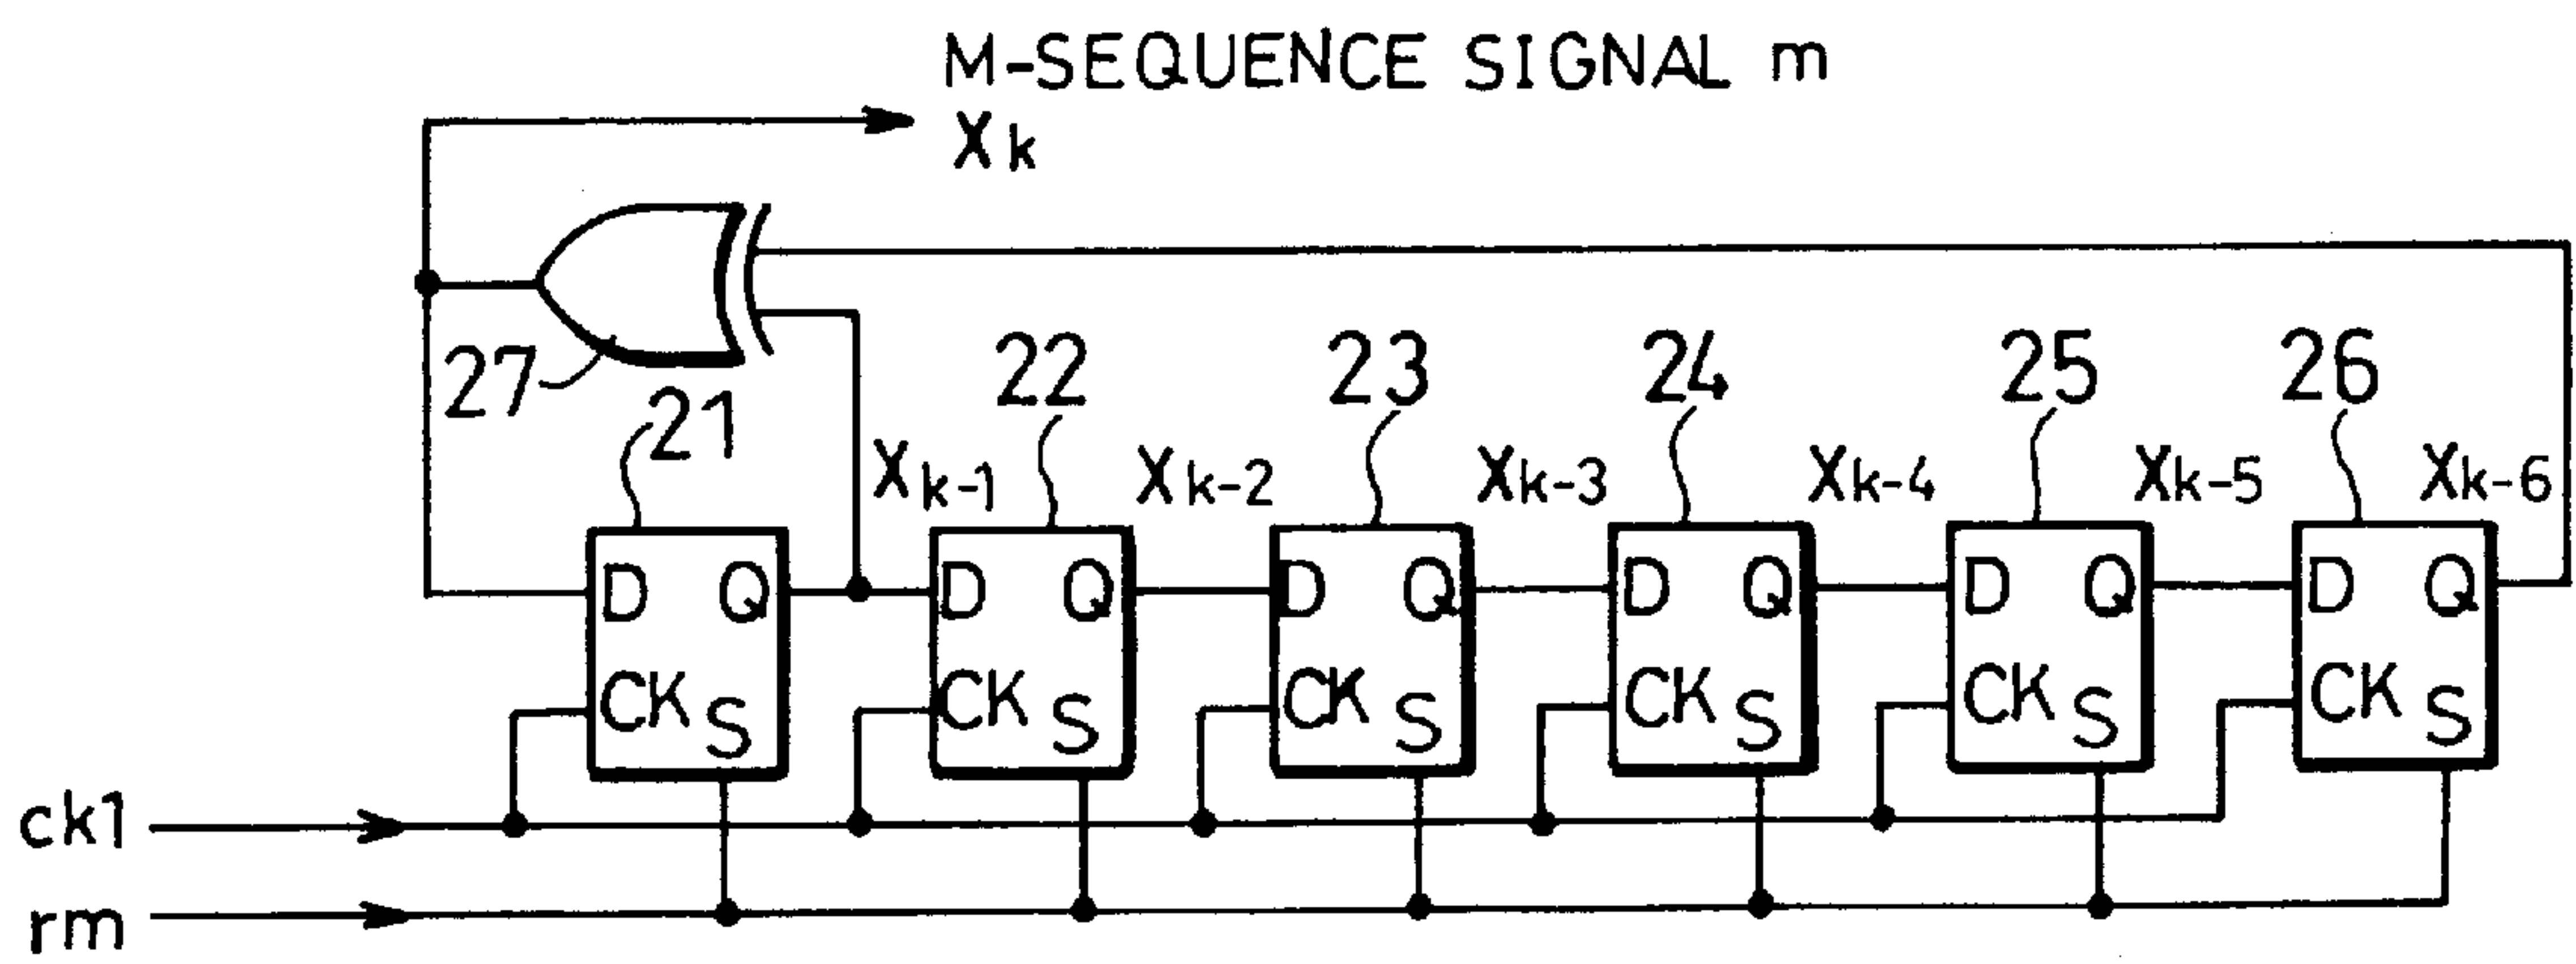 M-SEQUENCE SIGNAL m
Xk
27
21
22
23
24
25
26
Xk-1
Xk-2
Xk-3
Xk-4
Xk-5
Xk-6
D Q
CK S
D Q
CK S
D Q
CK S
D Q
CK S
D Q
CK S
D Q
CK S
ck1
rm